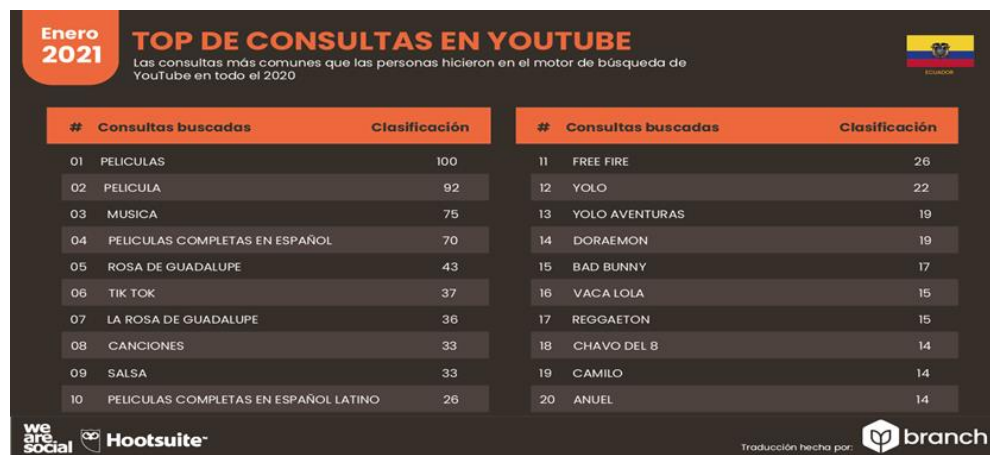 Enero
2021
TOP DE CONSULTAS EN YOUTUBE
Las consultas más comunes que las personas hicieron en el motor de búsqueda de
YouTube en todo el 2020
ECUADOR
# Consultas buscadas Clasificación
01 PELICULAS 100
02 PELICULA 92
03 MUSICA 75
04 PELICULAS COMPLETAS EN ESPAÑOL 70
05 ROSA DE GUADALUPE 43
06 TIK TOK 37
07 LA ROSA DE GUADALUPE 36
08 CANCIONES 33
09 SALSA 33
10 PELICULAS COMPLETAS EN ESPAÑOL LATINO 26
# Consultas buscadas Clasificación
11 FREE FIRE 26
12 YOLO 22
13 YOLO AVENTURAS 19
14 DORAEMON 19
15 BAD BUNNY 17
16 VACA LOLA 15
17 REGGAETON 15
18 CHAVO DEL 8 14
19 CAMILO 14
20 ANUEL 14
we
are
social
Hootsuite
Traducción hecha por:
branch